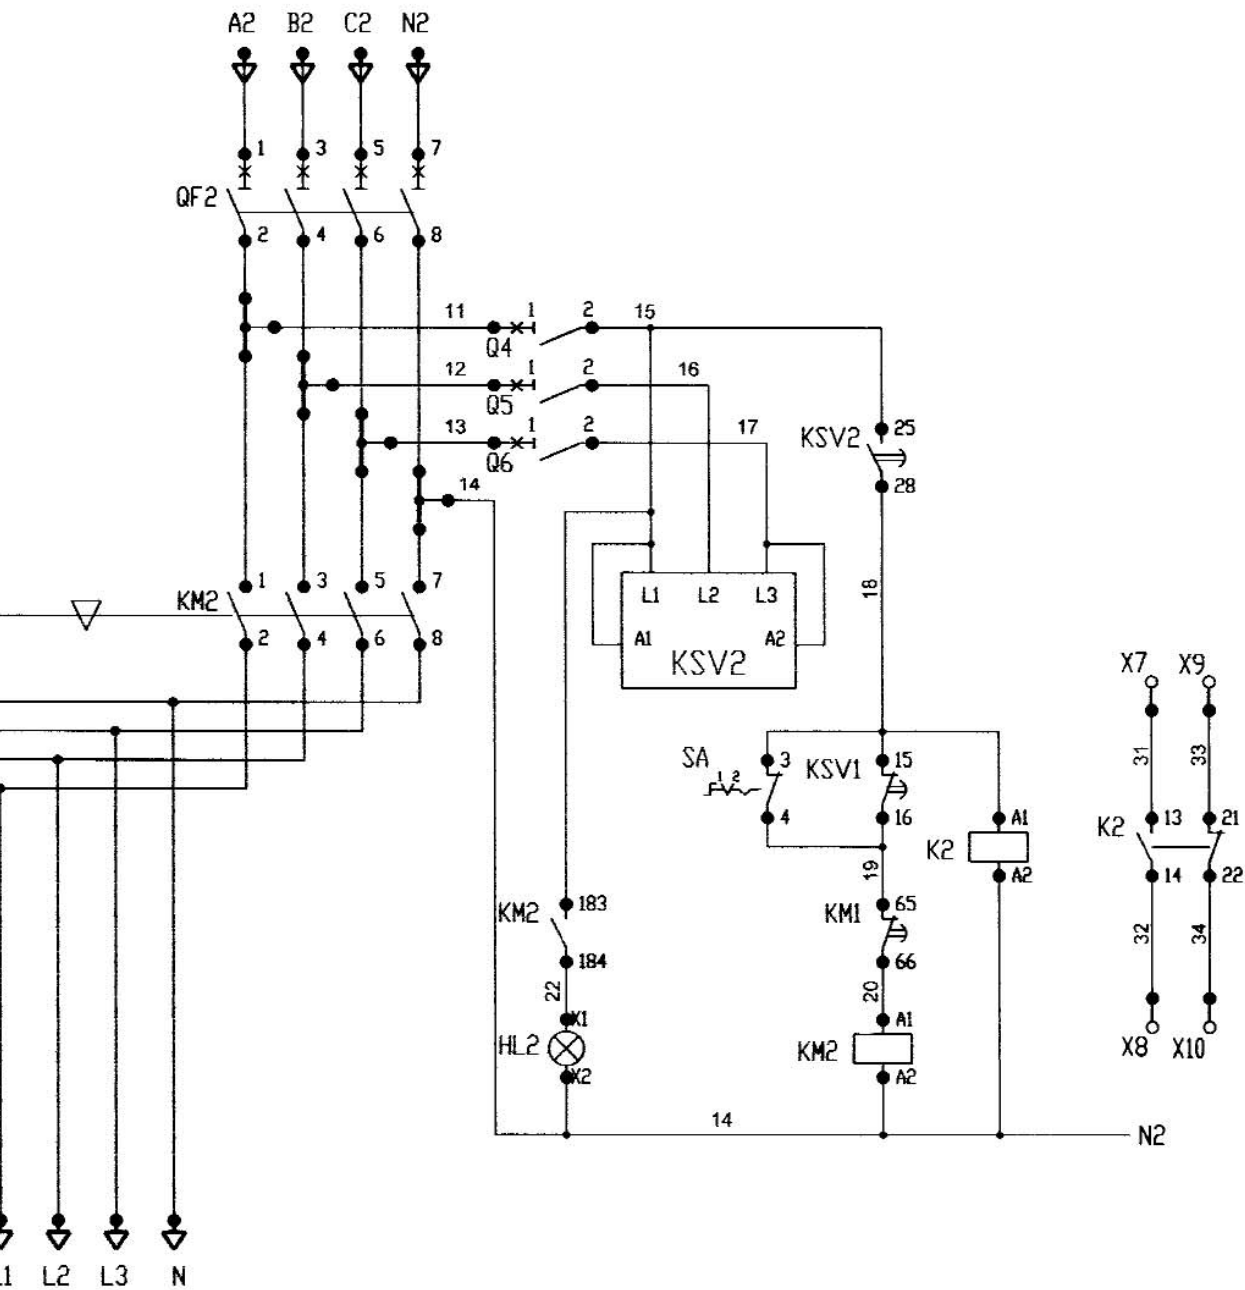 A2 B2 C2 N2
1 3 5 7
QF2
2 4 6 8
11 1 2 15
Q4
12 1 2 16
Q5
13 1 2 17
Q6
14
KSV2 25
28
1 3 5 7
KM2
2 4 6 8
18
L1 L2 L3
A1 A2
KSV2
X7 X9
SA 3 KSV1 15
1 2
4 16
31 33
A1
K2
A2
K2 13 21
14 22
19
KM2 183
184
KM1 65
66
32 34
22
20
X1
HL2
X2
A1
KM2
A2
X8 X10
14
N2
L2 L3 N